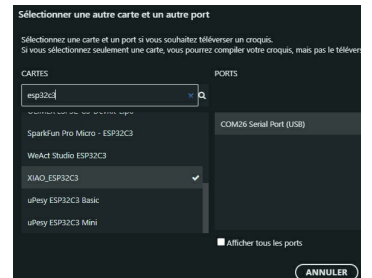 Sélectionner une autre carte et un autre port
Sélectionnez une carte et un port si vous souhaitez téléverser un croquis.
Si vous sélectionnez seulement une carte, vous pourrez compiler votre croquis, mais pas le télévers
CARTES
esp32c3
SparkFun Pro Micro - ESP32C3
WeAct Studio ESP32C3
XIAO_ESP32C3
uPesy ESP32C3 Basic
uPesy ESP32C3 Mini
PORTS
COM26 Serial Port (USB)
Afficher tous les ports
ANNULER